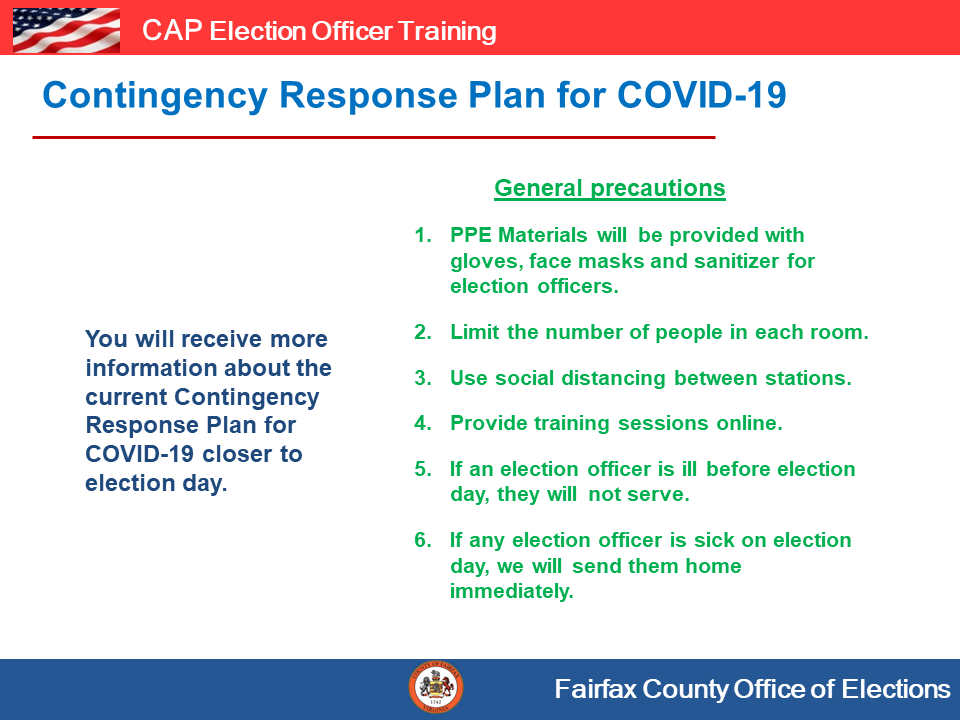 CAP Election Officer Training
Contingency Response Plan for COVID-19
You will receive more
information about the
current Contingency
Response Plan for
COVID-19 closer to
election day.
General precautions
1. PPE Materials will be provided with
gloves, face masks and sanitizer for
election officers.
2. Limit the number of people in each room.
3. Use social distancing between stations.
4. Provide training sessions online.
5. If an election officer is ill before election
day, they will not serve.
6. If any election officer is sick on election
day, we will send them home
immediately.
COUNTY OF FAIRFAX
1742
VIRGINIA
Fairfax County Office of Elections